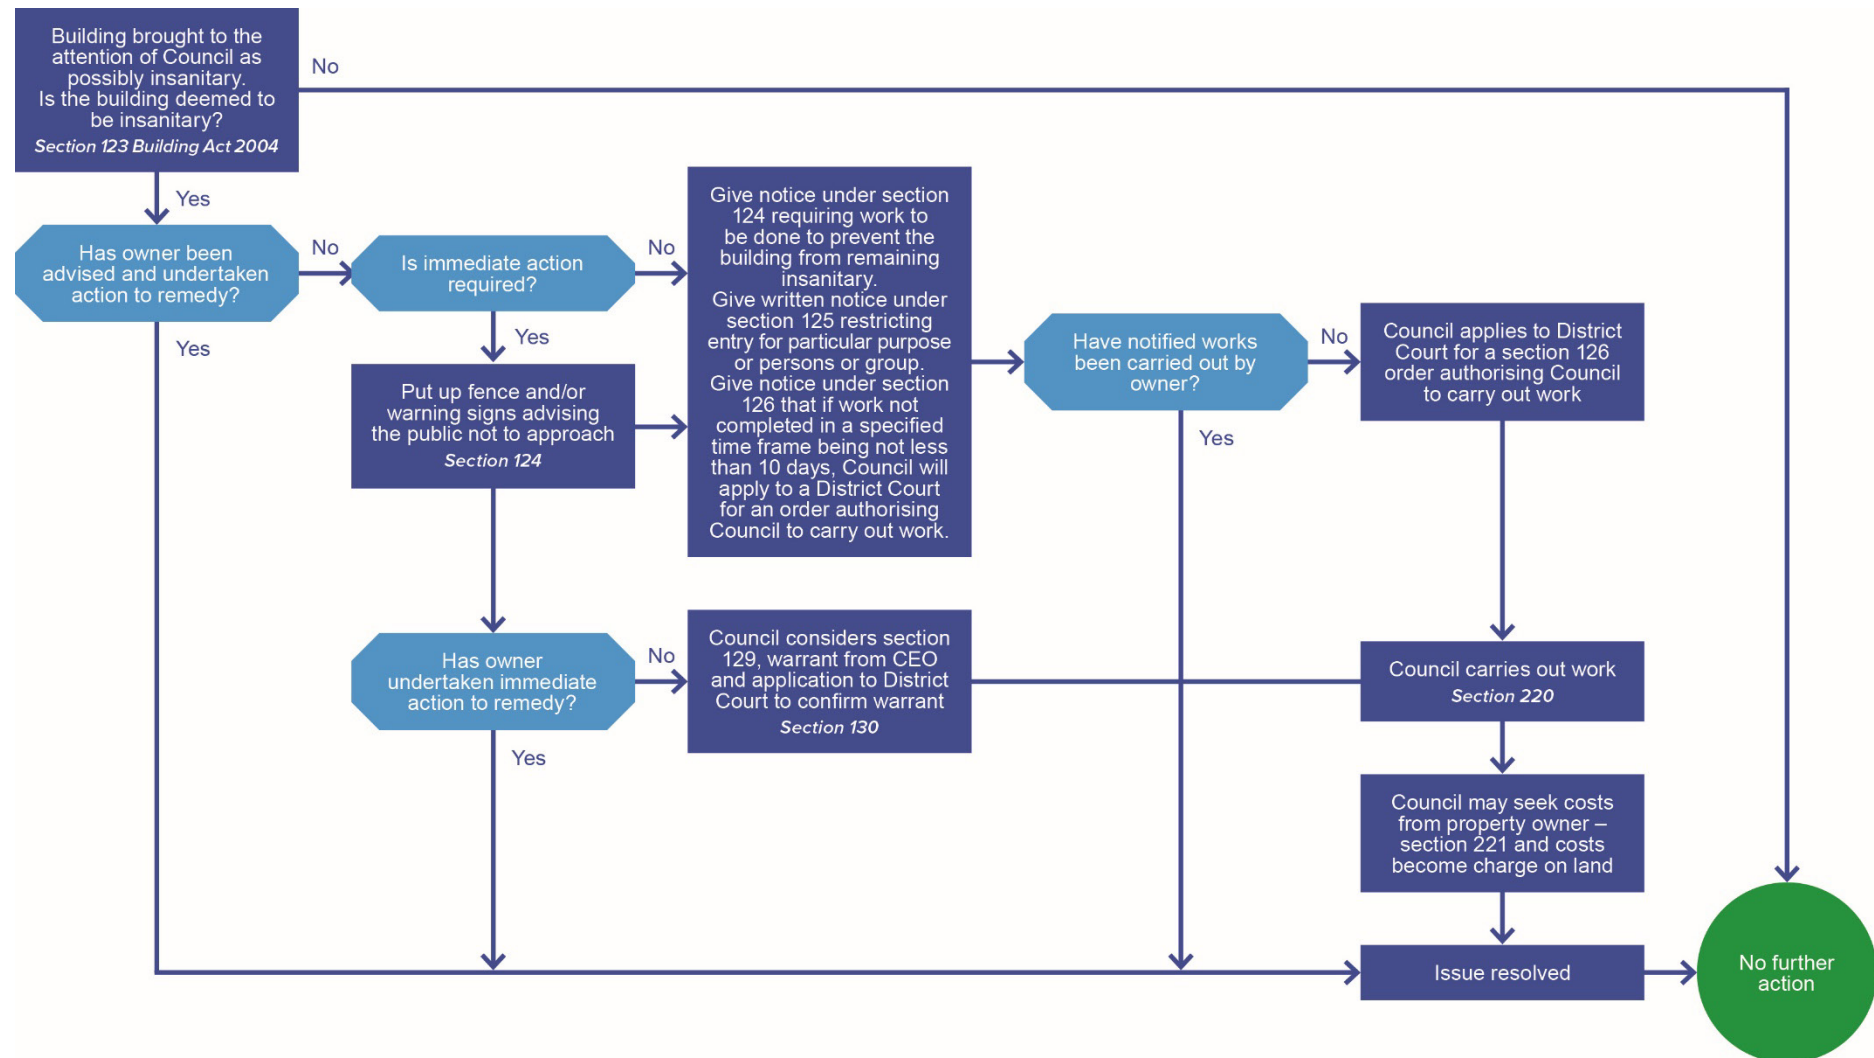 Building brought to the
attention of Council as
possibly insanitary.
Is the building deemed to
be insanitary?
Section 123 Building Act 2004
No
Yes
Has owner been
advised and undertaken
action to remedy?
No
Yes
Is immediate action
required?
No
Yes
Put up fence and/or
warning signs advising
the public not to approach
Section 124
Give notice under section
124 requiring work to
be done to prevent the
building from remaining
insanitary.
Give written notice under
section 125 restricting
entry for particular purpose
or persons or group.
Give notice under section
126 that if work not
completed in a specified
time frame being not less
than 10 days, Council will
apply to a District Court
for an order authorising
Council to carry out work.
Have notified works
been carried out by
owner?
No
Yes
Council applies to District
Court for a section 126
order authorising Council
to carry out work
Has owner
undertaken immediate
action to remedy?
No
Yes
Council considers section
129, warrant from CEO
and application to District
Court to confirm warrant
Section 130
Council carries out work
Section 220
Council may seek costs
from property owner –
section 221 and costs
become charge on land
Issue resolved
No further
action